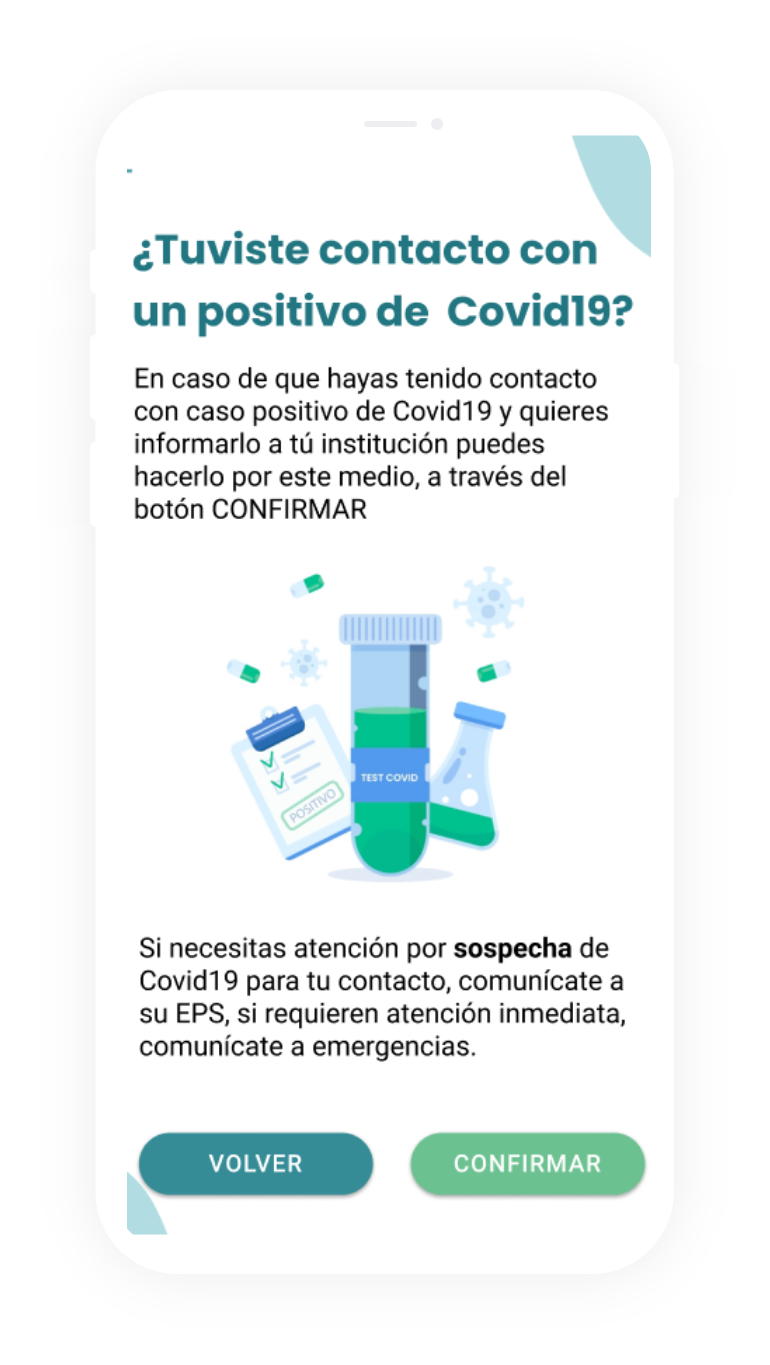 ¿Tuviste contacto con
un positivo de Covid19?
En caso de que hayas tenido contacto
con caso positivo de Covid19 y quieres
informarlo a tú institución puedes
hacerlo por este medio, a través del
botón CONFIRMAR
TEST COVID
POSITIVO
Si necesitas atención por sospecha de
Covid19 para tu contacto, comunícate a
su EPS, si requieren atención inmediata,
comunícate a emergencias.
VOLVER
CONFIRMAR